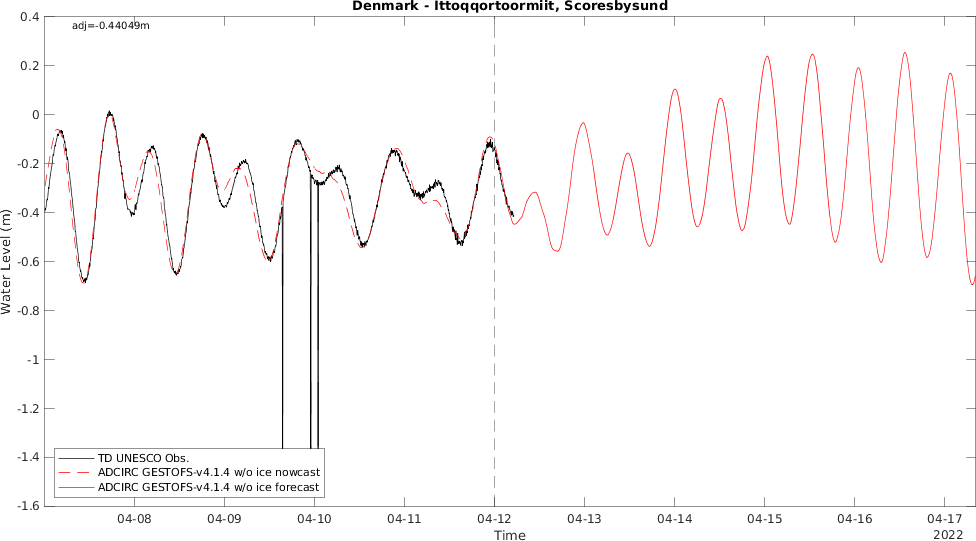 Denmark - Ittoqqortoormiit, Scoresbysund
adj=-0.44049m
0.4
0.2
0
-0.2
-0.4
-0.6
-0.8
-1
-1.2
-1.4
-1.6
Water Level (m)
TD UNESCO Obs.
ADCIRC GESTOFS-v4.1.4 w/o ice nowcast
ADCIRC GESTOFS-v4.1.4 w/o ice forecast
04-08 04-09 04-10 04-11 04-12 04-13 04-14 04-15 04-16 04-17
Time
2022